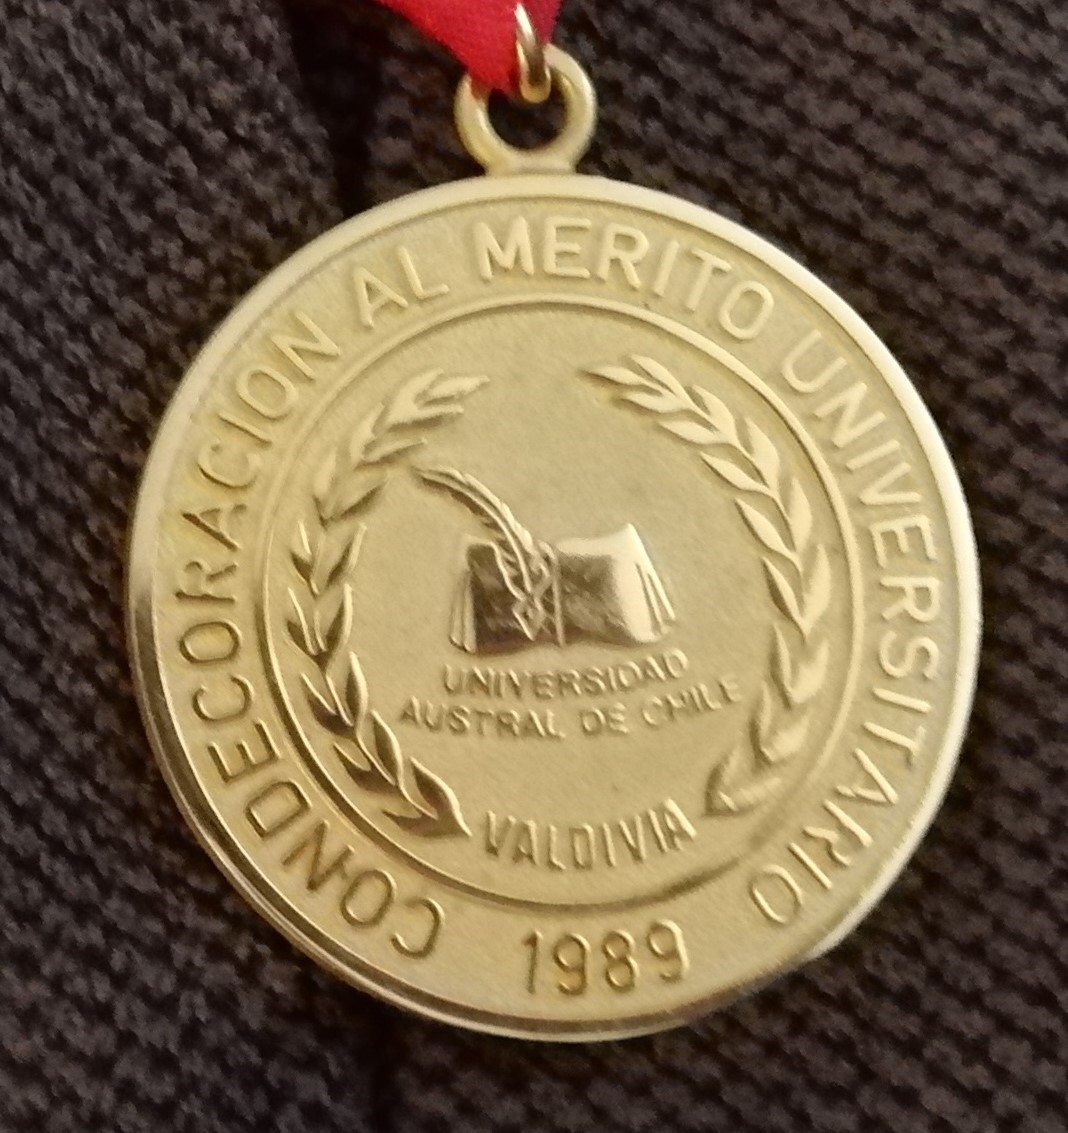 CONDECORACION AL MERITO UNIVERSITARIO
UNIVERSIDAD
AUSTRAL DE CHILE
VALDIVIA
1989